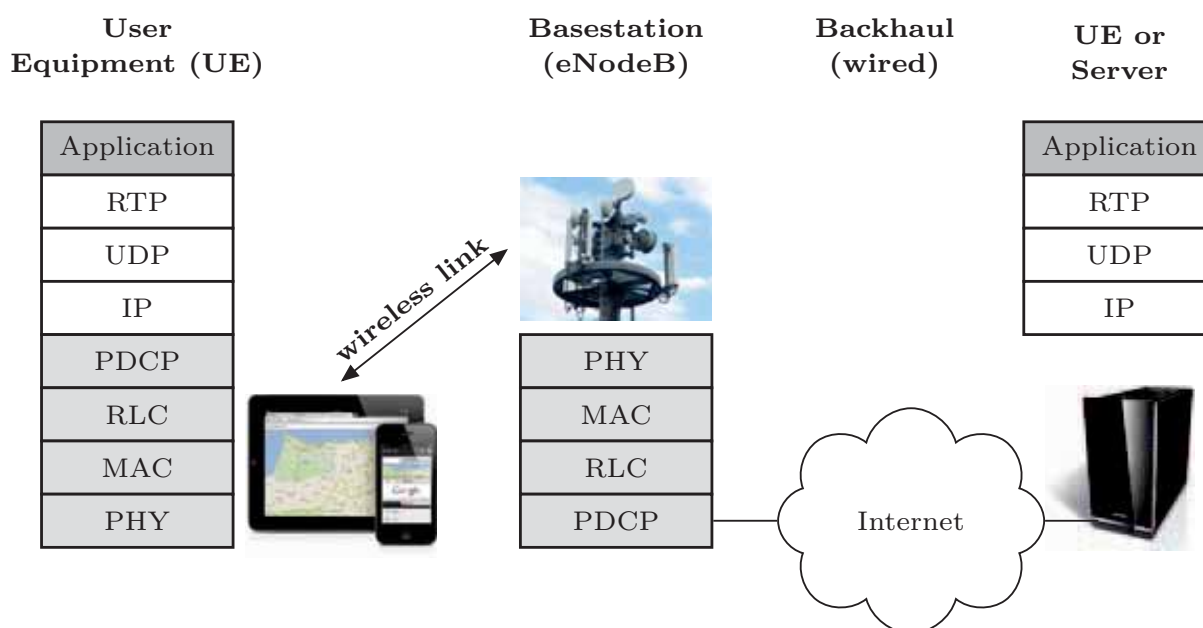 User
Equipment (UE)
Basestation
(eNodeB)
Backhaul
(wired)
UE or
Server
Application
RTP
UDP
IP
PDCP
RLC
MAC
PHY
wireless link
PHY
MAC
RLC
PDCP
Internet
Application
RTP
UDP
IP
Google